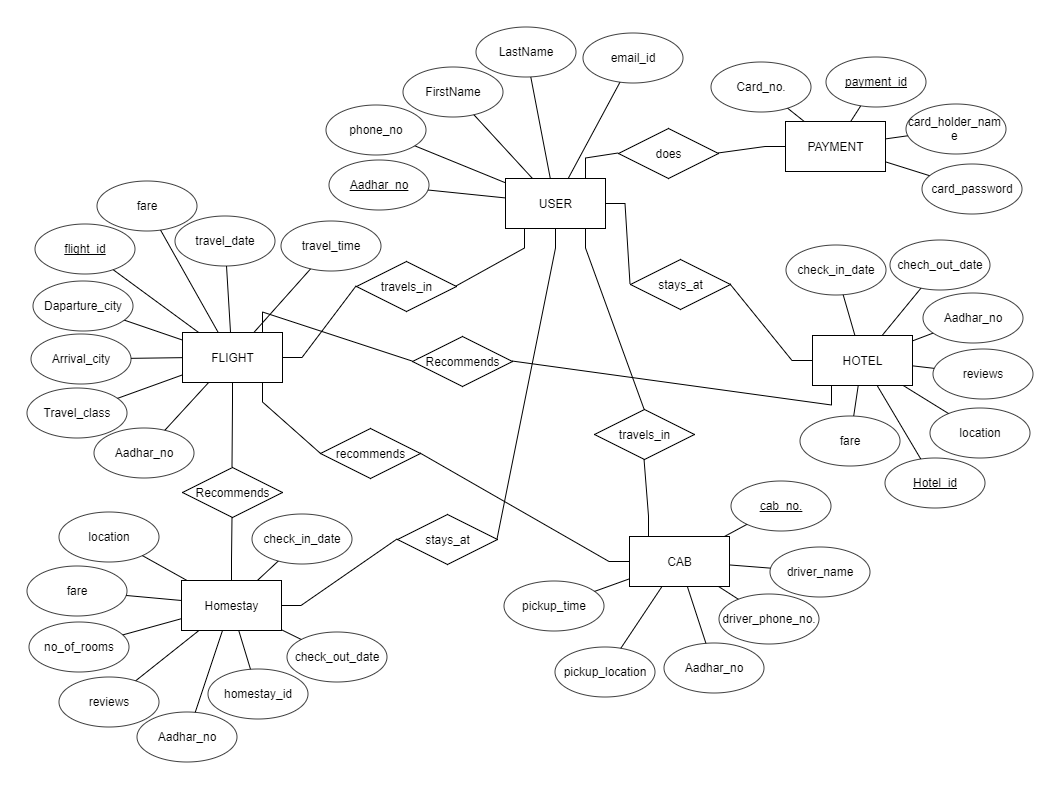 LastName
email_id
FirstName
Card_no.
payment_id
phone_no
card_holder_nam
e
does
PAYMENT
Aadhar_no
card_password
USER
fare
travel_date
travel_time
flight_id
check_in_date
chech_out_date
travels_in
stays_at
Daparture_city
Aadhar_no
Arrival_city
FLIGHT
Recommends
HOTEL
reviews
Travel_class
location
Aadhar_no
recommends
travels_in
fare
Hotel_id
Recommends
cab_no.
location
check_in_date
stays_at
CAB
driver_name
fare
Homestay
pickup_time
driver_phone_no.
no_of_rooms
check_out_date
pickup_location
Aadhar_no
reviews
homestay_id
Aadhar_no